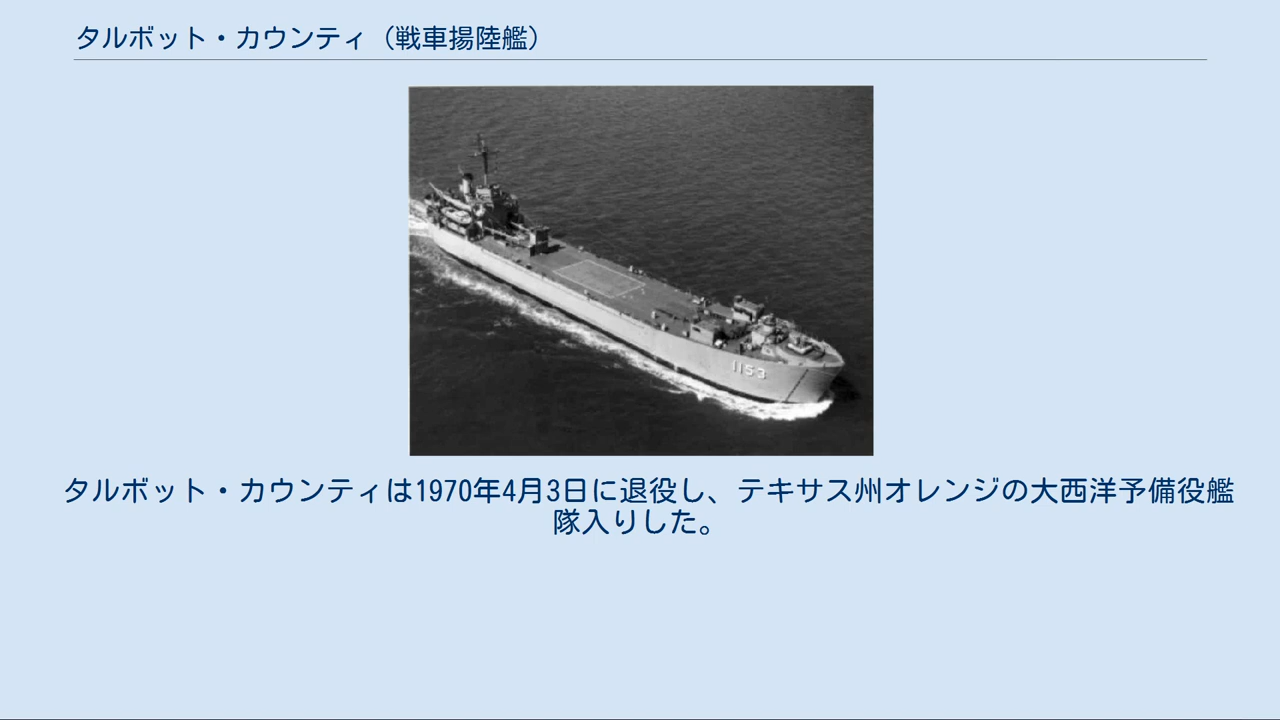 タルボット・カウンティ（戦車揚陸艦）
1153
タルボット・カウンティは1970年4月3日に退役し、テキサス州オレンジの大西洋予備役艦
隊入りした。